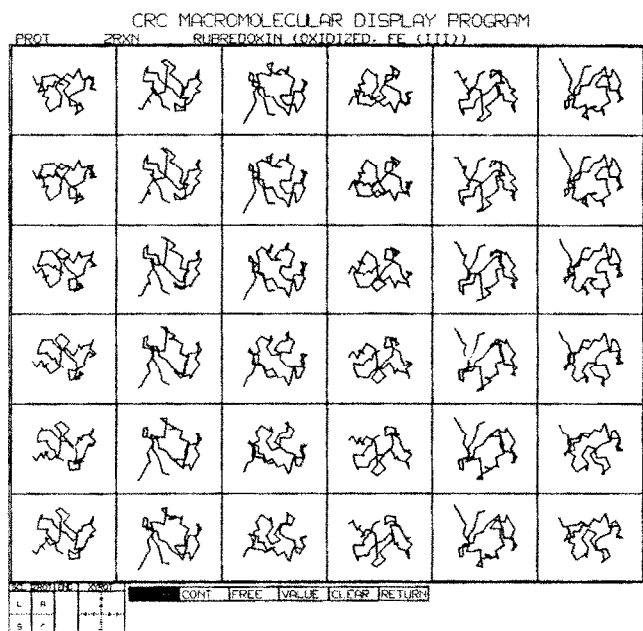 CRC MACROMOLECULAR DISPLAY PROGRAM
PROT 2RXN RUBREDOXIN (OXIDIZED, FE (III))
CONT FREE VALUE CLEAR RETURN
L R
S